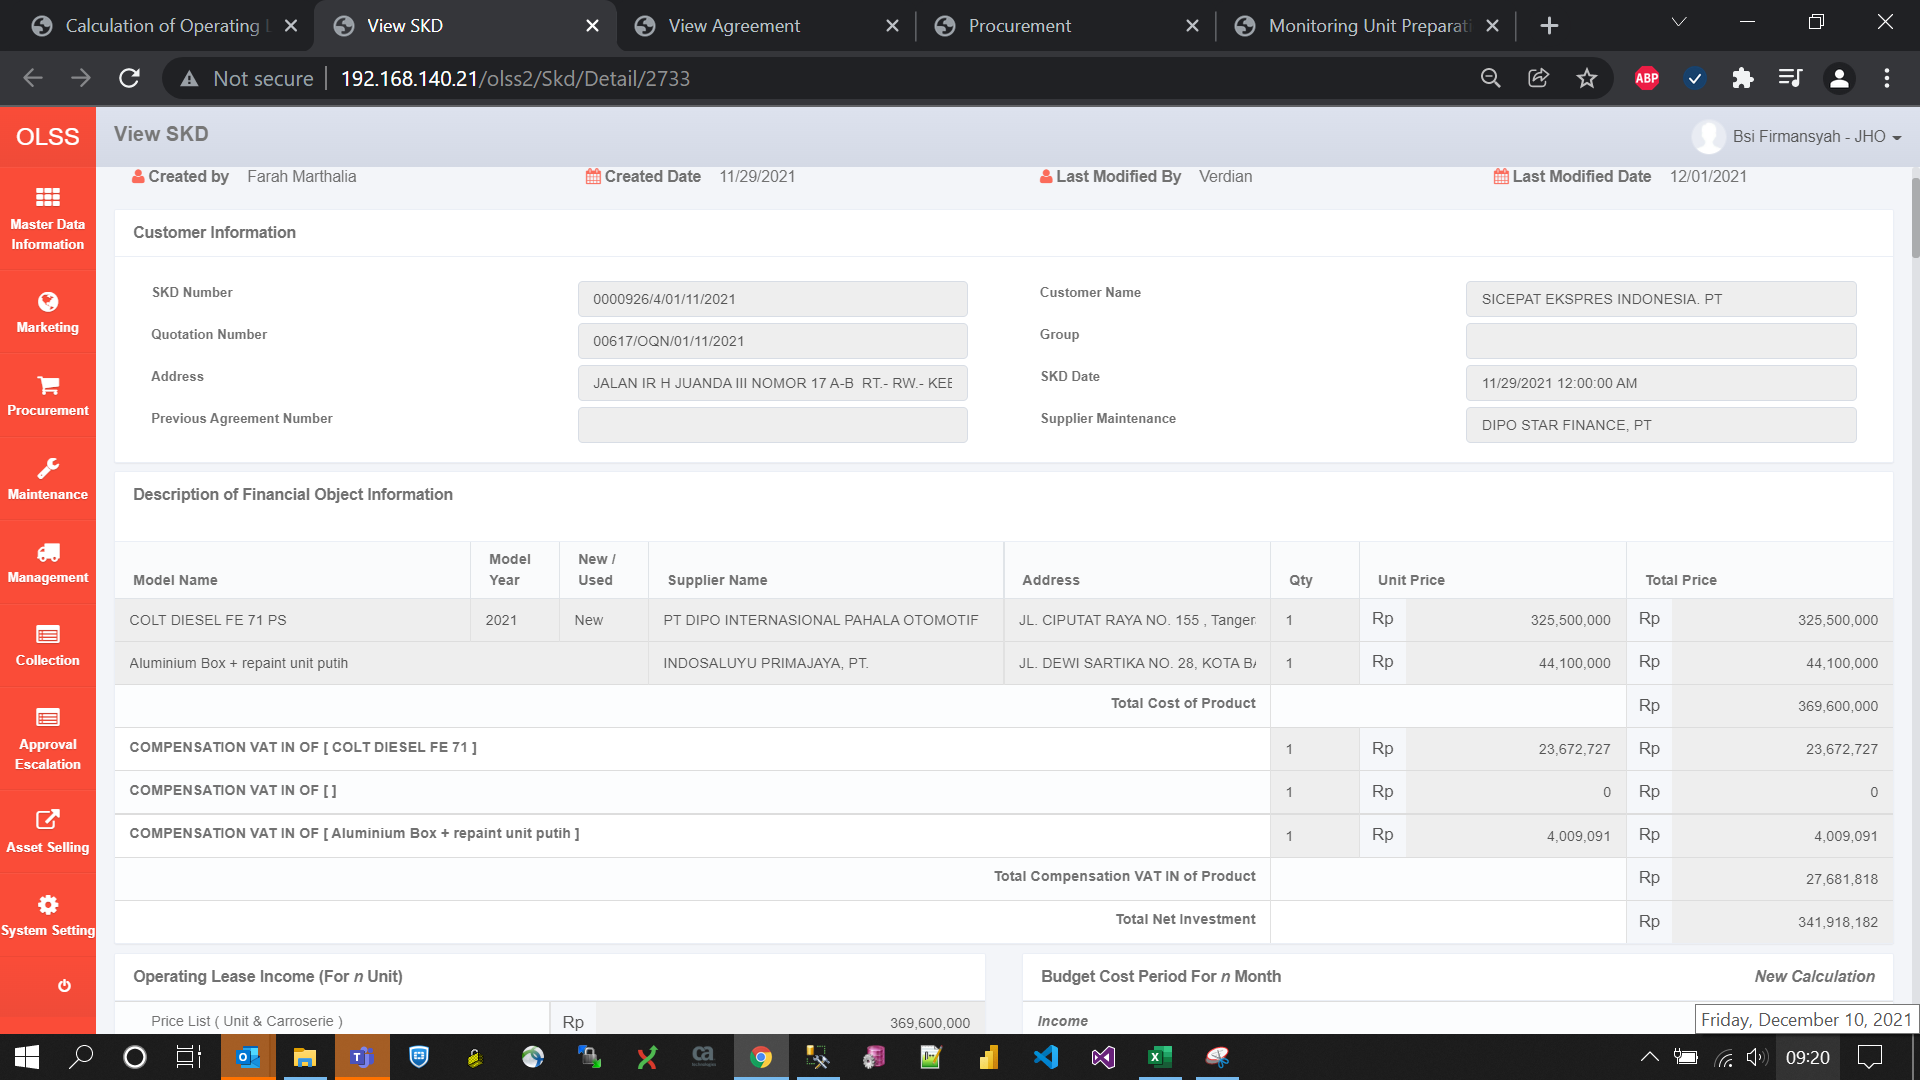 Calculation of Operating L
View SKD
View Agreement
Procurement
Monitoring Unit Preparati
Not secure
192.168.140.21/olss2/Skd/Detail/2733
ABP
OLSS
View SKD
Bsi Firmansyah - JHO
Created by Farah Marthalia
Created Date 11/29/2021
Last Modified By Verdian
Last Modified Date 12/01/2021
Master Data
Information
Marketing
Procurement
Maintenance
Management
Collection
Approval
Escalation
Asset Selling
System Setting
Customer Information
SKD Number 0000926/4/01/11/2021
Customer Name SICEPAT EKSPRES INDONESIA. PT
Quotation Number 00617/OQN/01/11/2021
Group
Address JALAN IR H JUANDA III NOMOR 17 A-B RT.- RW.- KEE
SKD Date 11/29/2021 12:00:00 AM
Previous Agreement Number
Supplier Maintenance DIPO STAR FINANCE, PT
Description of Financial Object Information
Model Name
Model
Year
New /
Used
Supplier Name
Address
Qty
Unit Price
Total Price
COLT DIESEL FE 71 PS 2021 New PT DIPO INTERNASIONAL PAHALA OTOMOTIF JL. CIPUTAT RAYA NO. 155 , Tanger 1 Rp 325,500,000 Rp 325,500,000
Aluminium Box + repaint unit putih INDOSALUYU PRIMAJAYA, PT. JL. DEWI SARTIKA NO. 28, KOTA BA 1 Rp 44,100,000 Rp 44,100,000
Total Cost of Product Rp 369,600,000
COMPENSATION VAT IN OF [ COLT DIESEL FE 71 ] 1 Rp 23,672,727 Rp 23,672,727
COMPENSATION VAT IN OF [ ] 1 Rp 0 Rp 0
COMPENSATION VAT IN OF [ Aluminium Box + repaint unit putih ] 1 Rp 4,009,091 Rp 4,009,091
Total Compensation VAT IN of Product Rp 27,681,818
Total Net Investment Rp 341,918,182
Operating Lease Income (For n Unit)
Price List ( Unit & Carroserie ) Rp 369,600,000
Budget Cost Period For n Month New Calculation
Income
Friday, December 10, 2021
ca
09:20